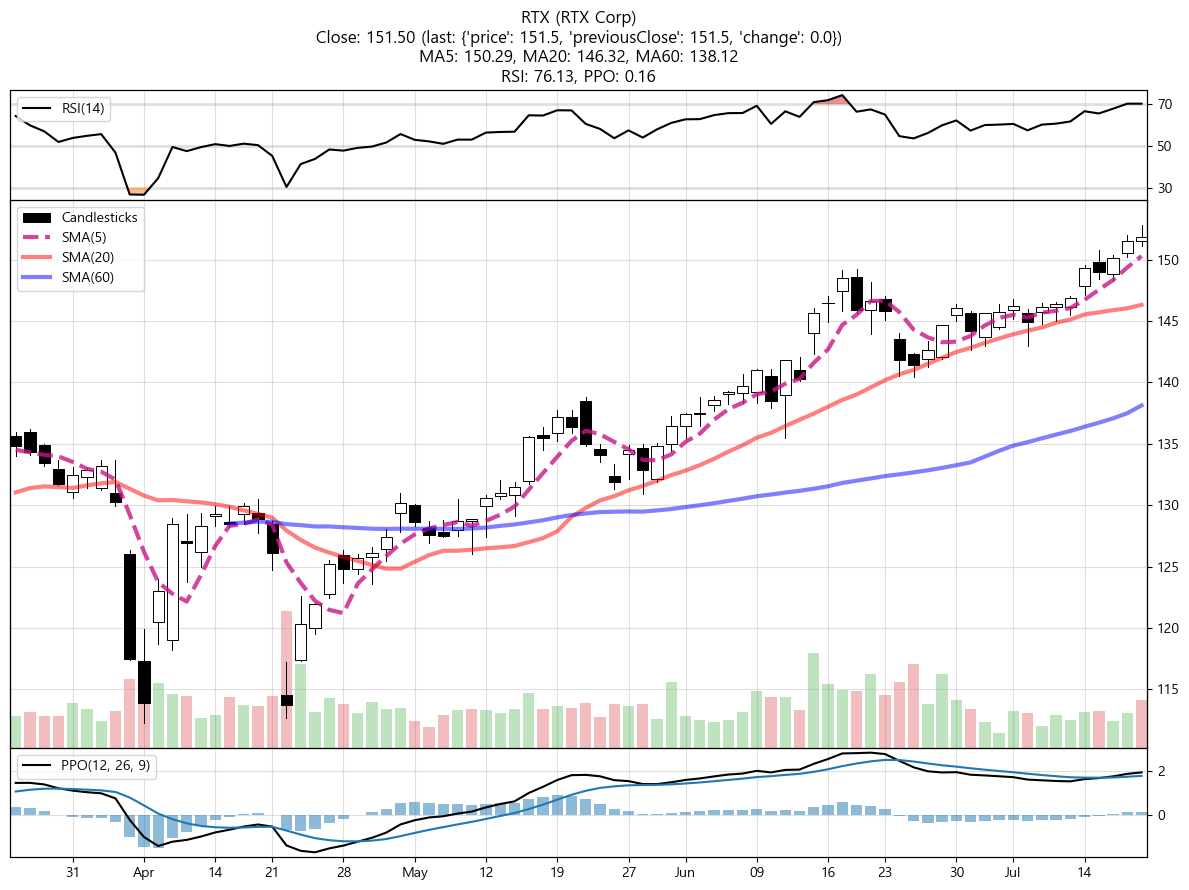 RTX (RTX Corp)
Close: 151.50 (last: {'price': 151.5, 'previousClose': 151.5, 'change': 0.0})
MA5: 150.29, MA20: 146.32, MA60: 138.12
RSI: 76.13, PPO: 0.16
RSI(14)
70
50
30
Candlesticks
SMA(5)
SMA(20)
SMA(60)
150
145
140
135
130
125
120
115
PPO(12, 26, 9)
2
0
31 Apr 14 21 28 May 12 19 27 Jun 09 16 23 30 Jul 14